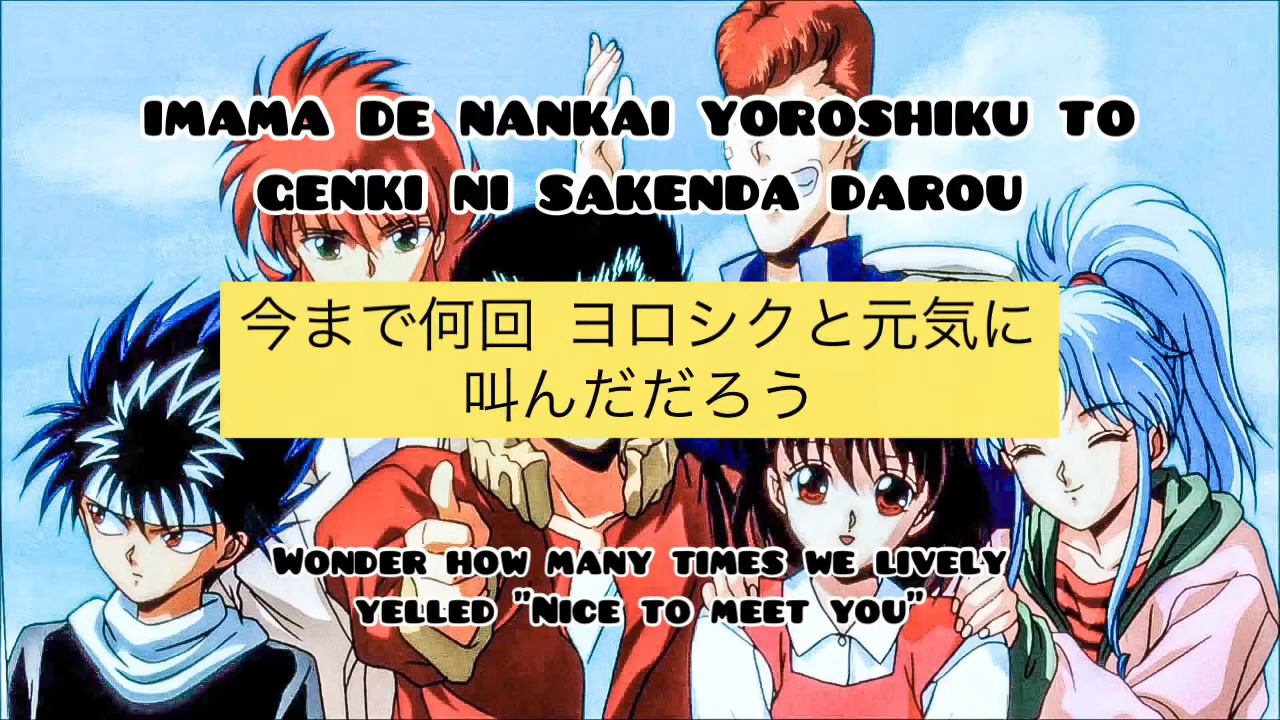 IMAMA DE NANKAI YOROSHIKU TO
GENKI NI SAKENDA DAROU
今まで何回 ヨロシクと元気に
叫んだだろう
WONDER HOW MANY TIMES WE LIVELY
YELLED "NICE TO MEET YOU"